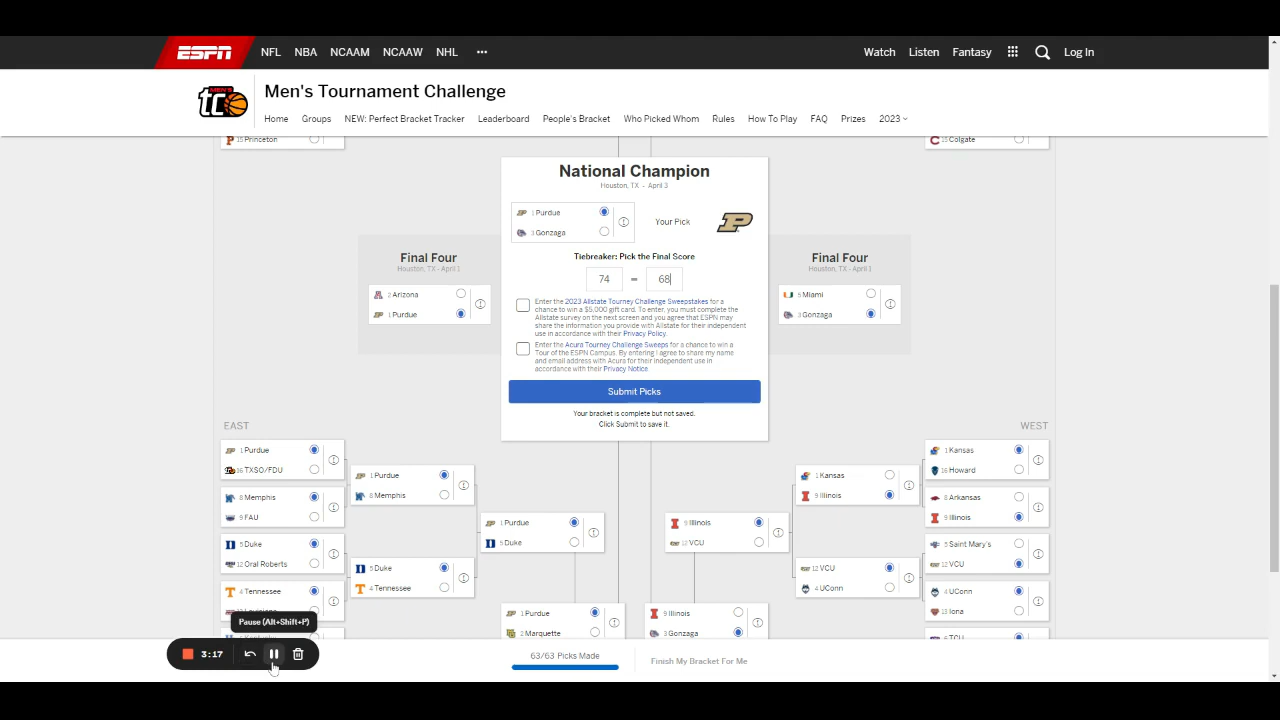 ESPN NFL NBA NCAAM NCAAW NHL ••• Watch Listen Fantasy Log In
MEN'S tc Men's Tournament Challenge
Home Groups NEW: Perfect Bracket Tracker Leaderboard People's Bracket Who Picked Whom Rules How To Play FAQ Prizes 2023
15 Princeton
15 Colgate
National Champion
Houston, TX - April 3
1 Purdue
3 Gonzaga
Your Pick
Tiebreaker: Pick the Final Score
74 – 68
Enter the 2023 Allstate Tourney Challenge Sweepstakes for a
chance to win a $5,000 gift card. To enter, you must complete the
Allstate survey on the next screen and you agree that ESPN may
share the information you provide with Allstate for their independent
use in accordance with their Privacy Policy.
Enter the Acura Tourney Challenge Sweeps for a chance to win a
Tour of the ESPN Campus. By entering I agree to share my name
and email address with Acura for their independent use in
accordance with their Privacy Notice.
Submit Picks
Your bracket is complete but not saved.
Click Submit to save it.
Final Four
Houston, TX - April 1
2 Arizona
1 Purdue
Final Four
Houston, TX - April 1
5 Miami
3 Gonzaga
EAST
1 Purdue
16 TXSO/FDU
8 Memphis
9 FAU
5 Duke
12 Oral Roberts
4 Tennessee
1 Purdue
8 Memphis
5 Duke
4 Tennessee
1 Purdue
5 Duke
1 Purdue
2 Marquette
WEST
1 Kansas
16 Howard
8 Arkansas
9 Illinois
5 Saint Mary's
12 VCU
4 UConn
13 Iona
6 TCU
1 Kansas
9 Illinois
12 VCU
4 UConn
9 Illinois
12 VCU
9 Illinois
3 Gonzaga
Pause (Alt+Shift+P)
3:17
63/63 Picks Made
Finish My Bracket For Me